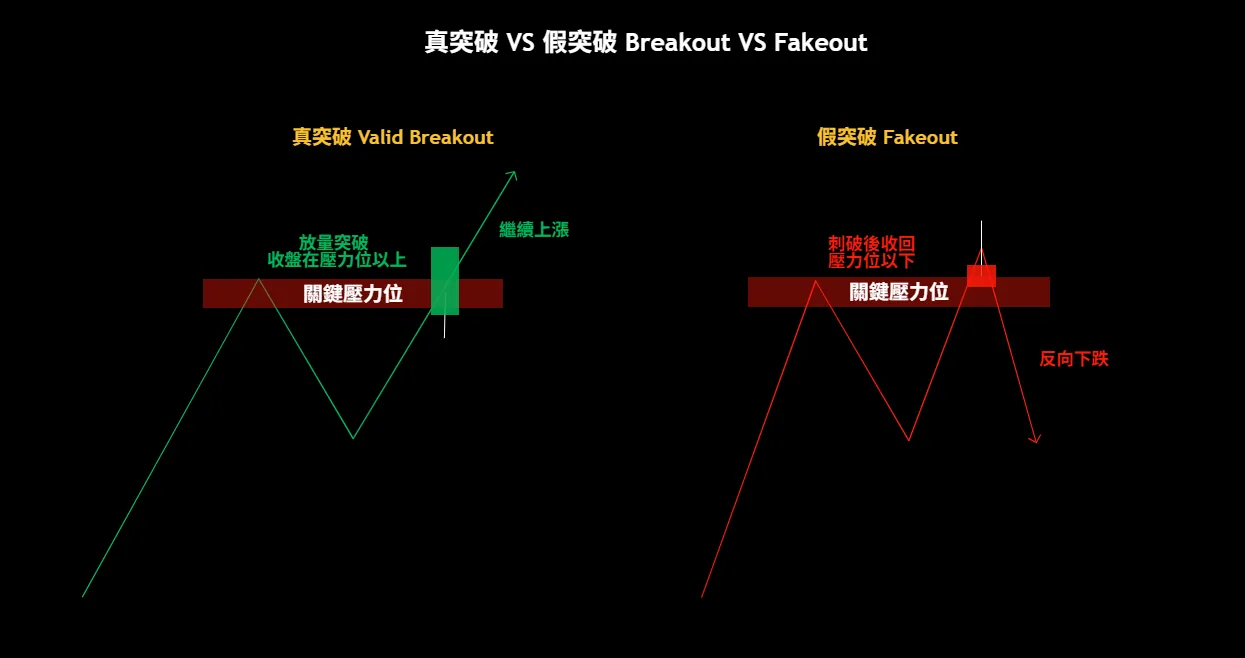 真突破 VS 假突破 Breakout VS Fakeout
真突破 Valid Breakout
放量突破
收盤在壓力位以上
繼續上漲
關鍵壓力位
假突破 Fakeout
刺破後收回
壓力位以下
關鍵壓力位
反向下跌